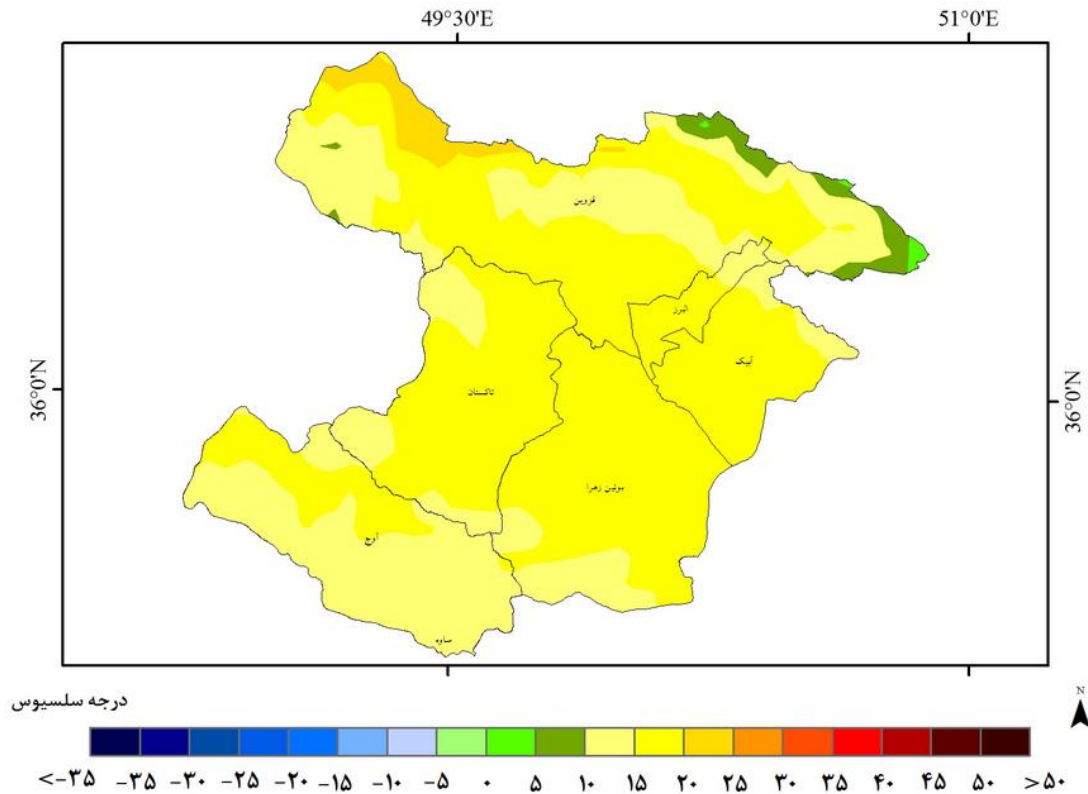 49°30'E
51°0'E
قزوین
البرز
آبیک
36°0'N
36°0'N
تاکستان
بوئین زهرا
آوج
ساوه
درجه سلسیوس
N
<-۳۵ -۳۵ -۳۰ -۲۵ -۲۰ -۱۵ -۱۰ -۵ ۰ ۵ ۱۰ ۱۵ ۲۰ ۲۵ ۳۰ ۳۵ ۴۰ ۴۵ ۵۰ >۵۰